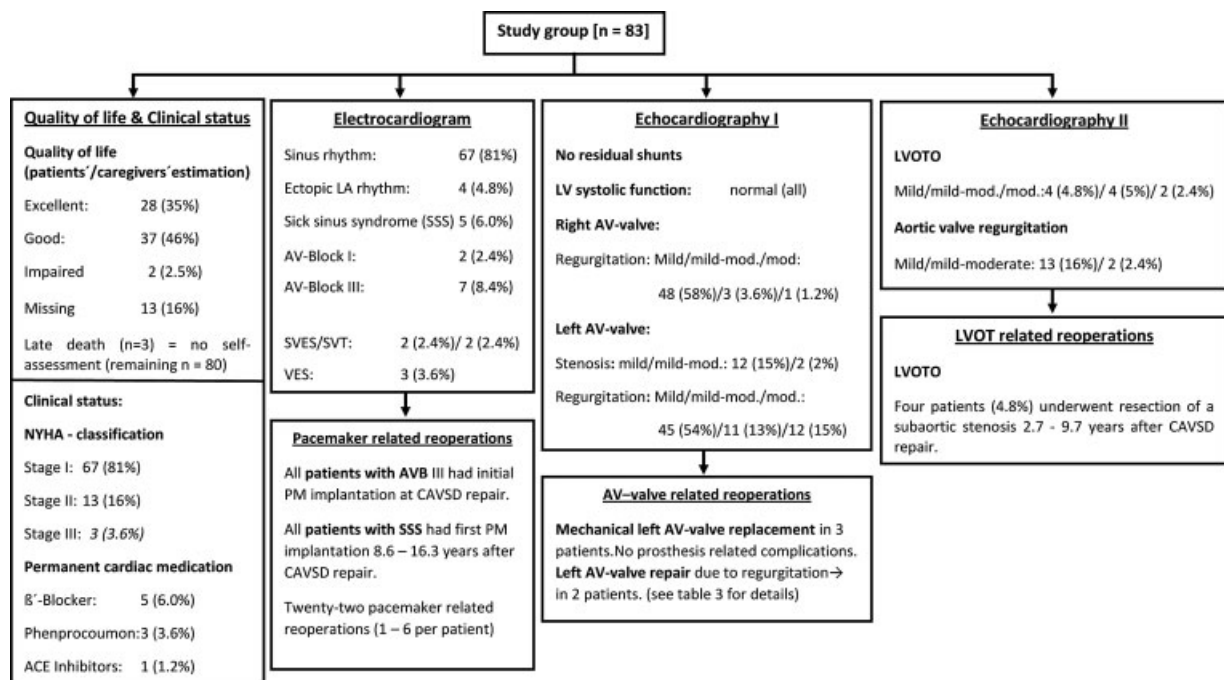 Study group [n = 83]
Quality of life & Clinical status
Quality of life
(patients´/caregivers´estimation)
Excellent: 28 (35%)
Good: 37 (46%)
Impaired 2 (2.5%)
Missing 13 (16%)
Late death (n=3) = no self-
assessment (remaining n = 80)
Clinical status:
NYHA - classification
Stage I: 67 (81%)
Stage II: 13 (16%)
Stage III: 3 (3.6%)
Permanent cardiac medication
ß´-Blocker: 5 (6.0%)
Phenprocoumon:3 (3.6%)
ACE Inhibitors: 1 (1.2%)
Electrocardiogram
Sinus rhythm: 67 (81%)
Ectopic LA rhythm: 4 (4.8%)
Sick sinus syndrome (SSS) 5 (6.0%)
AV-Block I: 2 (2.4%)
AV-Block III: 7 (8.4%)
SVES/SVT: 2 (2.4%)/ 2 (2.4%)
VES: 3 (3.6%)
Pacemaker related reoperations
All patients with AVB III had initial
PM implantation at CAVSD repair.
All patients with SSS had first PM
implantation 8.6 – 16.3 years after
CAVSD repair.
Twenty-two pacemaker related
reoperations (1 – 6 per patient)
Echocardiography I
No residual shunts
LV systolic function: normal (all)
Right AV-valve:
Regurgitation: Mild/mild-mod./mod:
48 (58%)/3 (3.6%)/1 (1.2%)
Left AV-valve:
Stenosis: mild/mild-mod.: 12 (15%)/2 (2%)
Regurgitation: Mild/mild-mod./mod.:
45 (54%)/11 (13%)/12 (15%)
AV–valve related reoperations
Mechanical left AV-valve replacement in 3
patients.No prosthesis related complications.
Left AV-valve repair due to regurgitation→
in 2 patients. (see table 3 for details)
Echocardiography II
LVOTO
Mild/mild-mod./mod.:4 (4.8%)/ 4 (5%)/ 2 (2.4%)
Aortic valve regurgitation
Mild/mild-moderate: 13 (16%)/ 2 (2.4%)
LVOT related reoperations
LVOTO
Four patients (4.8%) underwent resection of a
subaortic stenosis 2.7 - 9.7 years after CAVSD
repair.